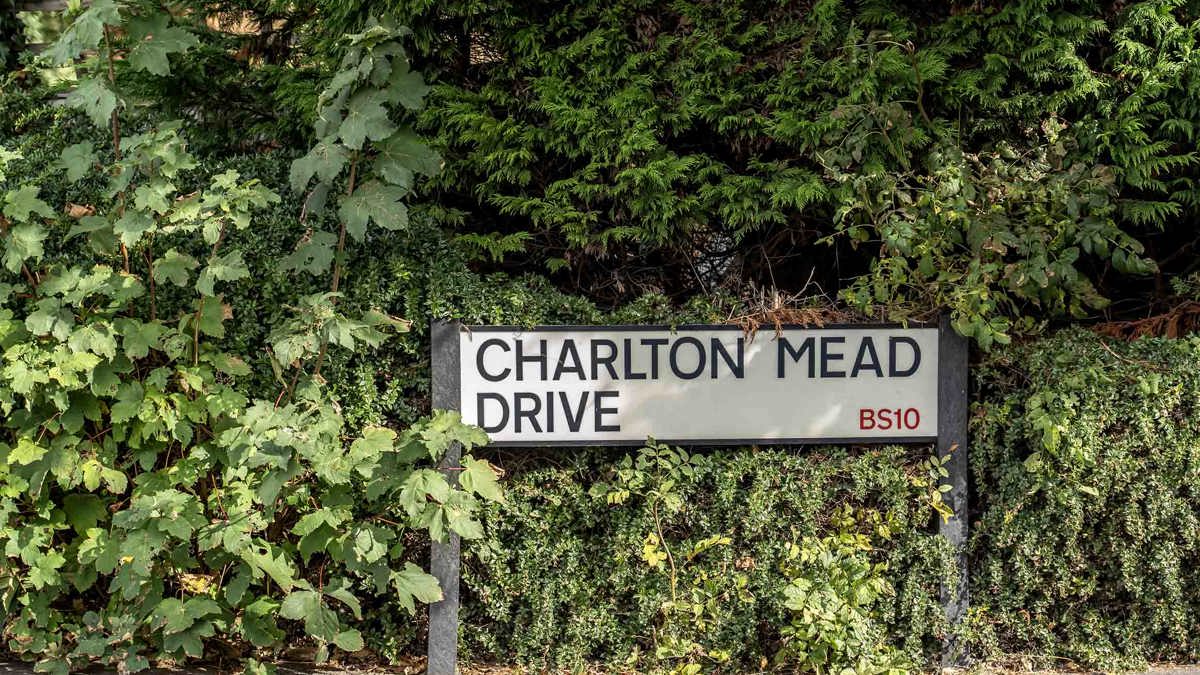 CHARLTON MEAD
DRIVE BS10